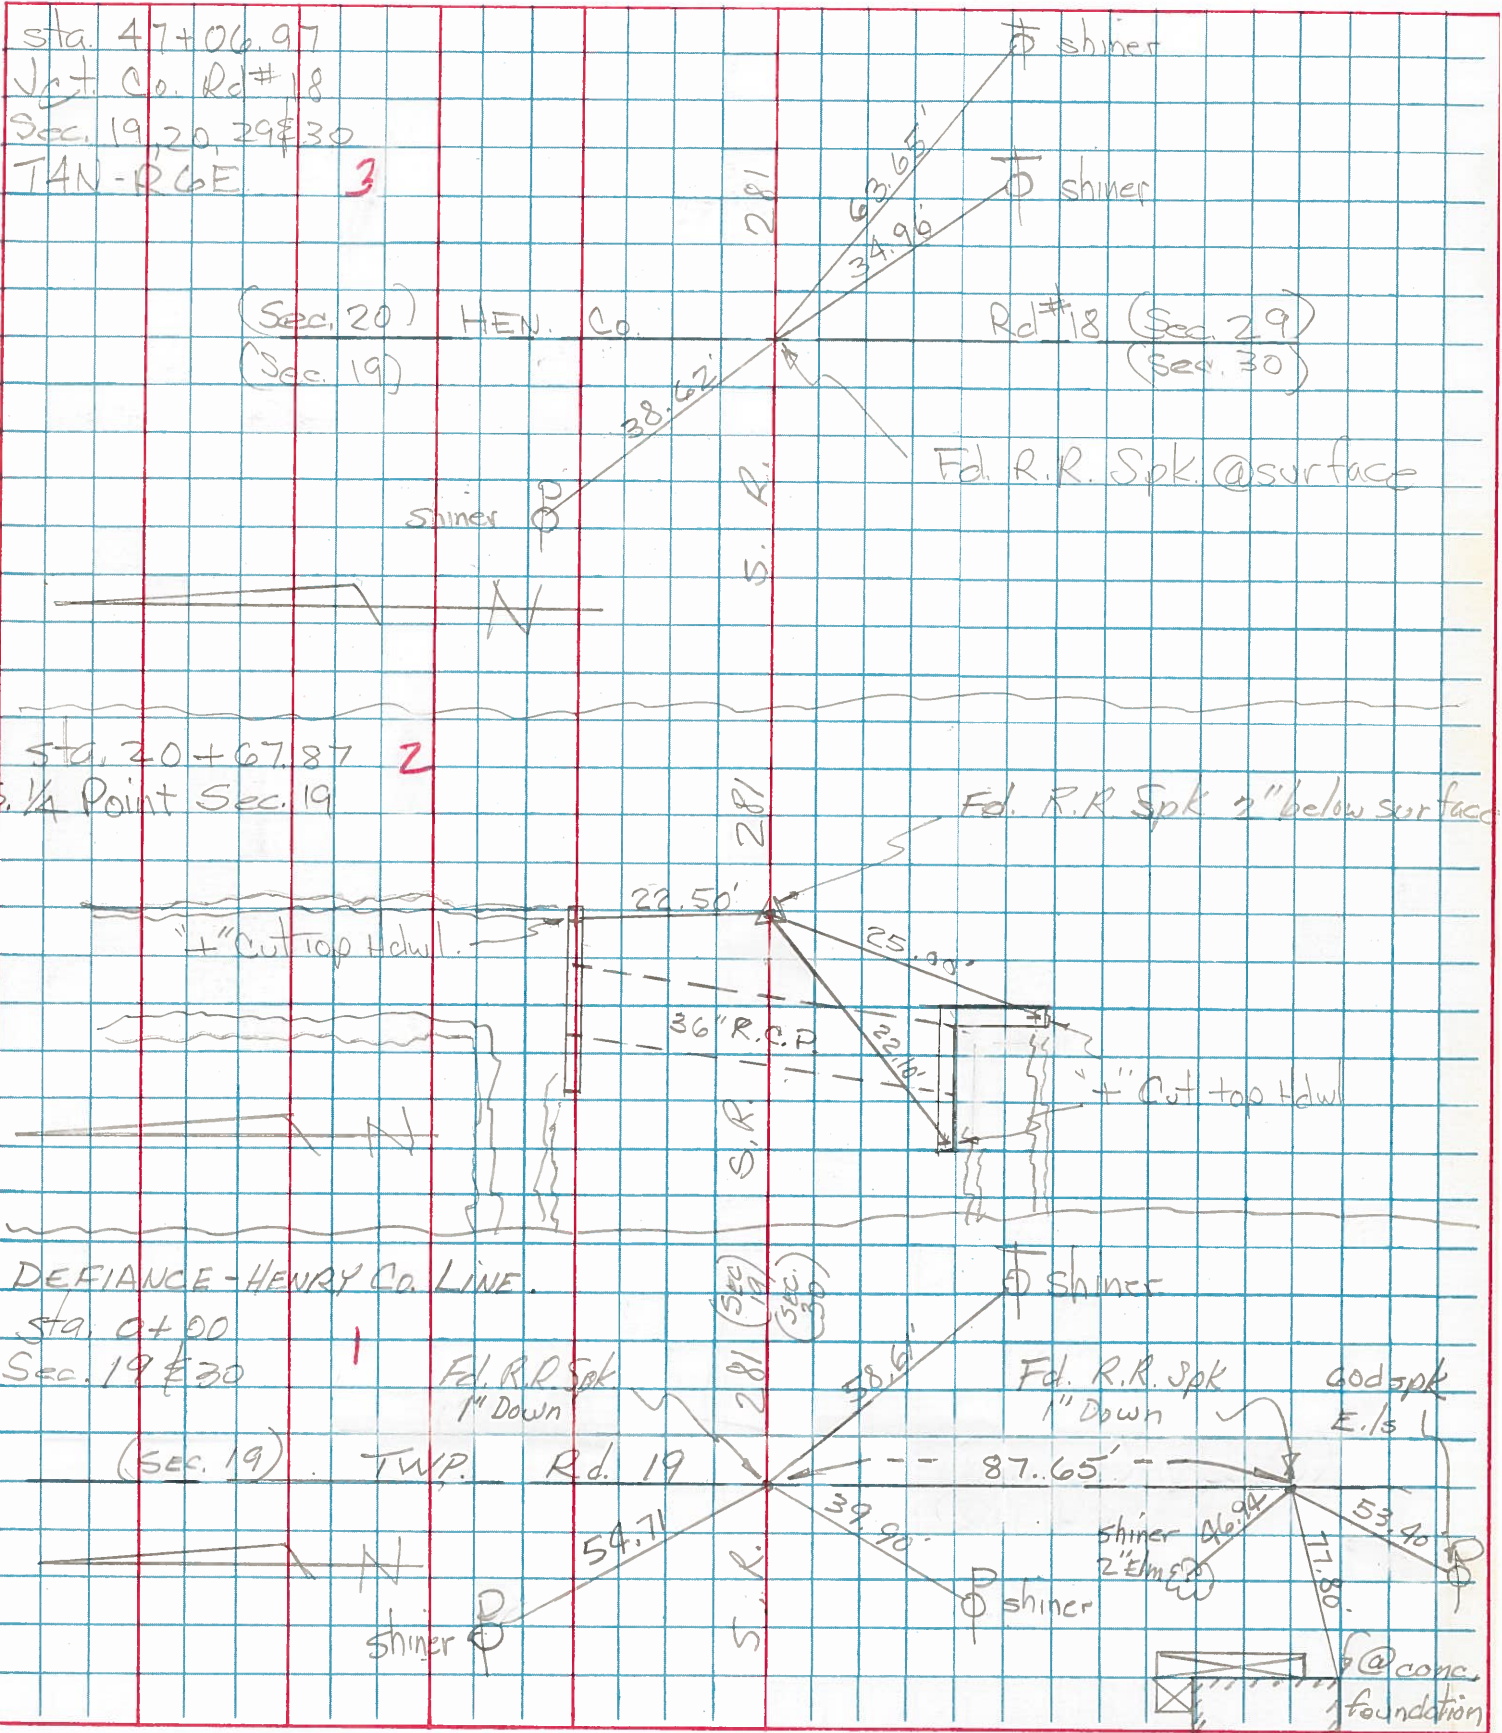 sta. 47+06.97
Jct. Co. Rd #18
Sec. 19, 20, 29 & 30
T4N - R6E
3
shiner
63.65'
shiner
34.96'
281
(Sec. 20) HEN. Co. Rd #18 (Sec. 29)
(Sec. 19) (Sec. 30)
38.62'
Fd. R.R. Spk. @ surface
P
shiner
S. R.
N
sta. 20+67.87 2
S. 1/4 Point Sec. 19
281
Fd. R.R. Spk 2" below surface
22.50'
"+" Cut Top Hdwl.
25.00'
36" R.C.P.
22.10'
"+" Cut top Hdwl
N
S.R.
DEFIANCE - HENRY CO. LINE.
sta. 0+00
1
Sec. 19 & 30
(Sec 19)
(Sec. 30)
shiner
58.61'
281
Fd. R.R. Spk.
1" Down
Fd. R.R. Spk
1" Down
60d spk
E./s
(Sec. 19) TWP. Rd. 19
87.65'
54.71
39.90'
46.94
53.40
77.80
shiner
2" Elm
N
P
shiner
P
shiner
P
S. R.
@ conc.
foundation